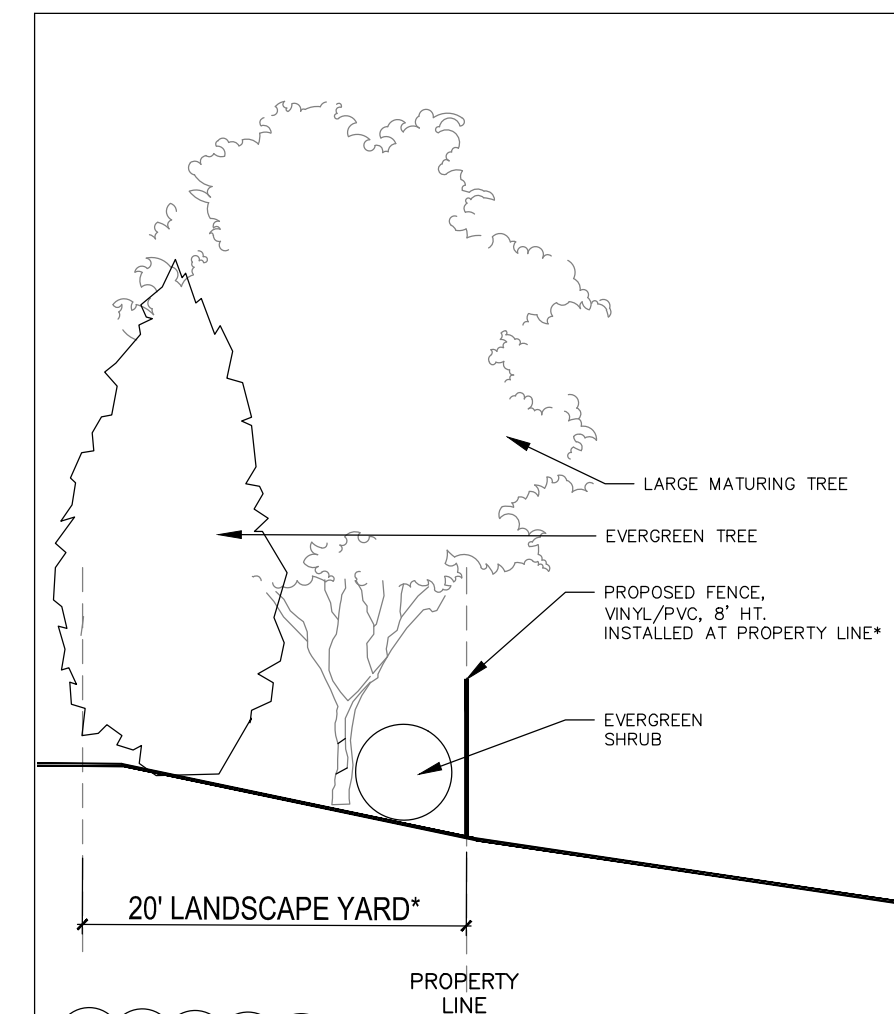 LARGE MATURING TREE
EVERGREEN TREE
PROPOSED FENCE,
VINYL/PVC, 8' HT.
INSTALLED AT PROPERTY LINE*
EVERGREEN
SHRUB
20' LANDSCAPE YARD*
PROPERTY
LINE